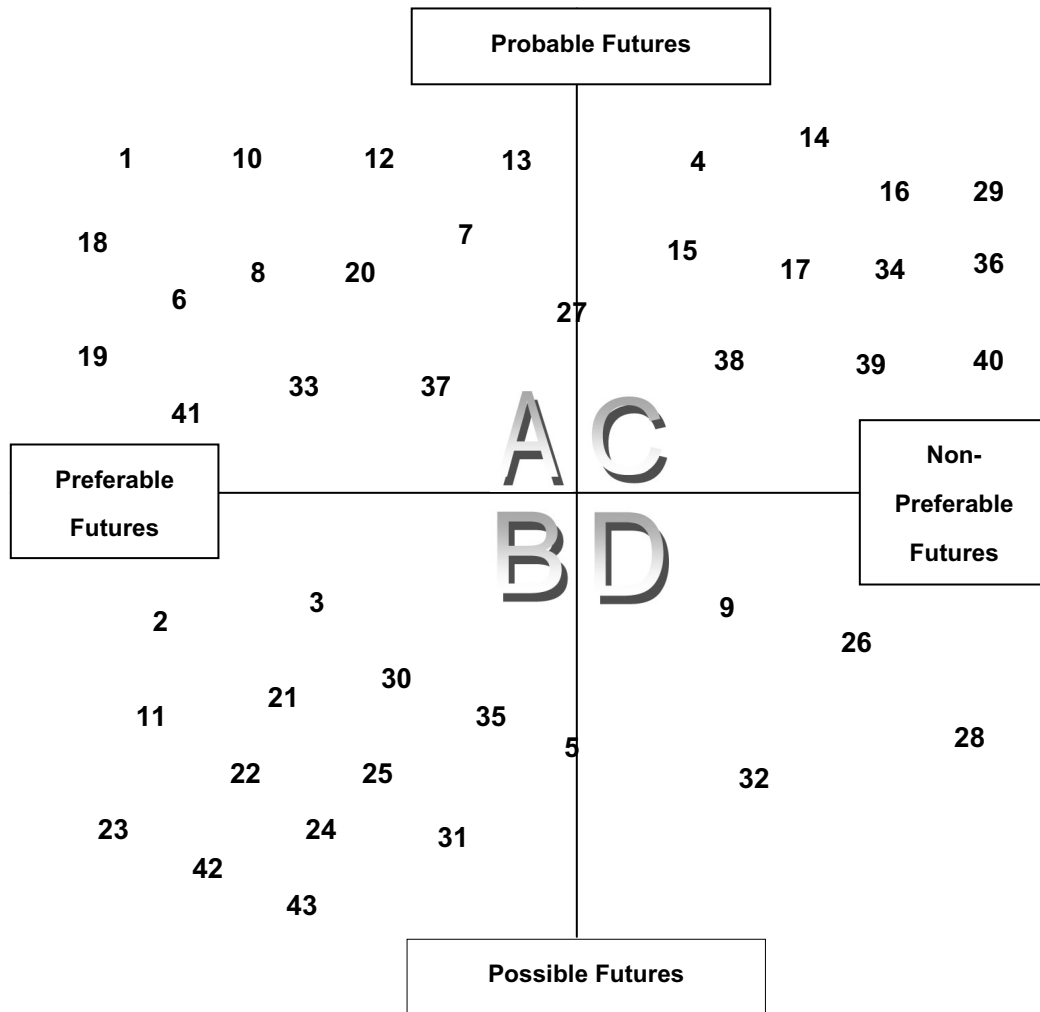 Probable Futures
14
1 10 12 13 4
16 29
7
18 15
8 20 17 34 36
6
27
19 38 39 40
33 37
41
A C
Preferable
Futures
Non-
Preferable
Futures
B D
3 9
2
26
30
21
11 35
28
5
22 25 32
23 24 31
42
43
Possible Futures